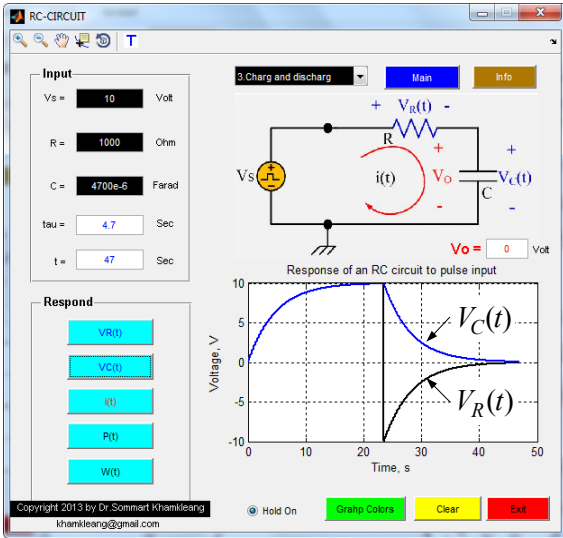 RC-CIRCUIT
T
Input
Vs = 10 Volt
R = 1000 Ohm
C = 4700e-6 Farad
tau = 4.7 Sec
t = 47 Sec
Respond
VR(t)
VC(t)
i(t)
P(t)
W(t)
Copyright 2013 by Dr.Sommart Khamkleang
khamkleang@gmail.com
3.Charg and discharg
Main
Info
+ VR(t) -
R
+ +
Vs i(t) Vo C VC(t)
- -
Vo = 0 Volt
Response of an RC circuit to pulse input
Voltage, V
10
5
0
-5
-10
VC(t)
VR(t)
0 10 20 30 40 50
Time, s
Hold On
Grahp Colors
Clear
Exit